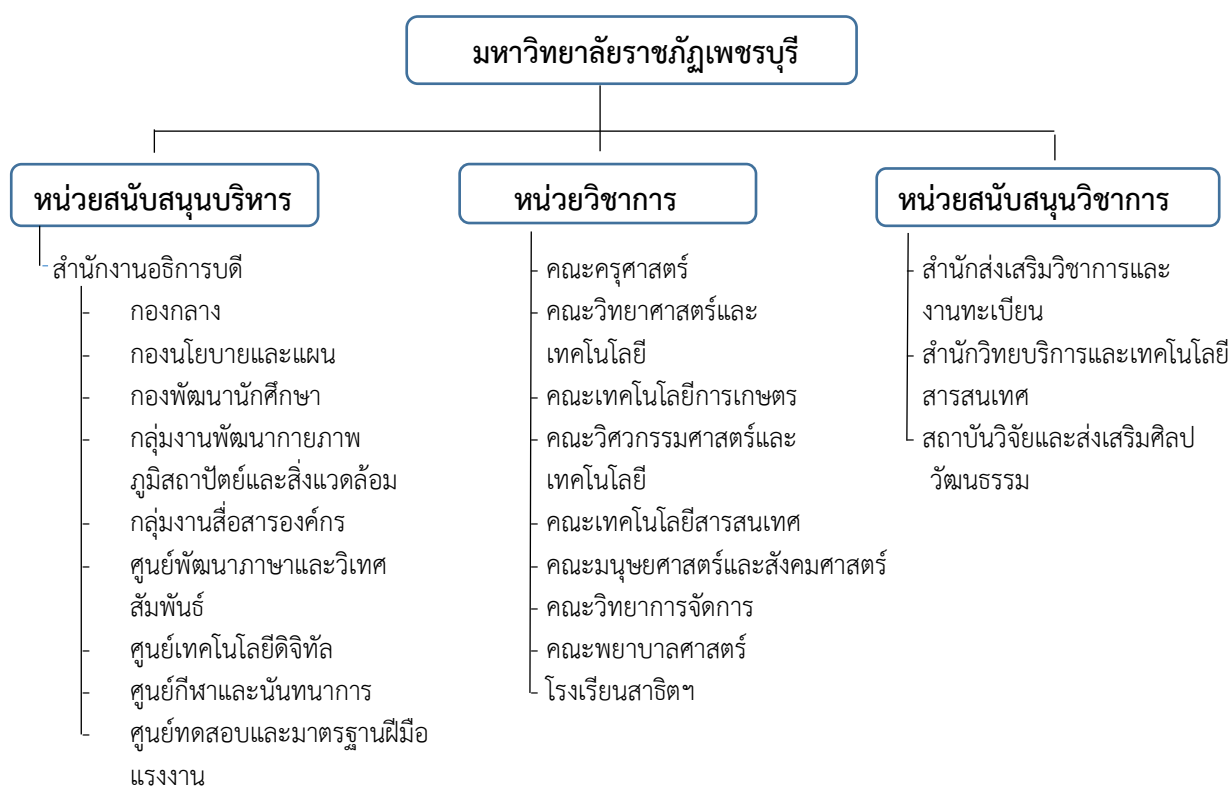 มหาวิทยาลัยราชภัฏเพชรบุรี
หน่วยสนับสนุนบริหาร
สำนักงานอธิการบดี
- กองกลาง
- กองนโยบายและแผน
- กองพัฒนานักศึกษา
- กลุ่มงานพัฒนากายภาพ
ภูมิสถาปัตย์และสิ่งแวดล้อม
- กลุ่มงานสื่อสารองค์กร
- ศูนย์พัฒนาภาษาและวิเทศ
สัมพันธ์
- ศูนย์เทคโนโลยีดิจิทัล
- ศูนย์กีฬาและนันทนาการ
- ศูนย์ทดสอบและมาตรฐานฝีมือ
แรงงาน
หน่วยวิชาการ
- คณะครุศาสตร์
- คณะวิทยาศาสตร์และ
เทคโนโลยี
- คณะเทคโนโลยีการเกษตร
- คณะวิศวกรรมศาสตร์และ
เทคโนโลยี
- คณะเทคโนโลยีสารสนเทศ
- คณะมนุษยศาสตร์และสังคมศาสตร์
- คณะวิทยาการจัดการ
- คณะพยาบาลศาสตร์
- โรงเรียนสาธิตฯ
หน่วยสนับสนุนวิชาการ
- สำนักส่งเสริมวิชาการและ
งานทะเบียน
- สำนักวิทยบริการและเทคโนโลยี
สารสนเทศ
- สถาบันวิจัยและส่งเสริมศิลป
วัฒนธรรม